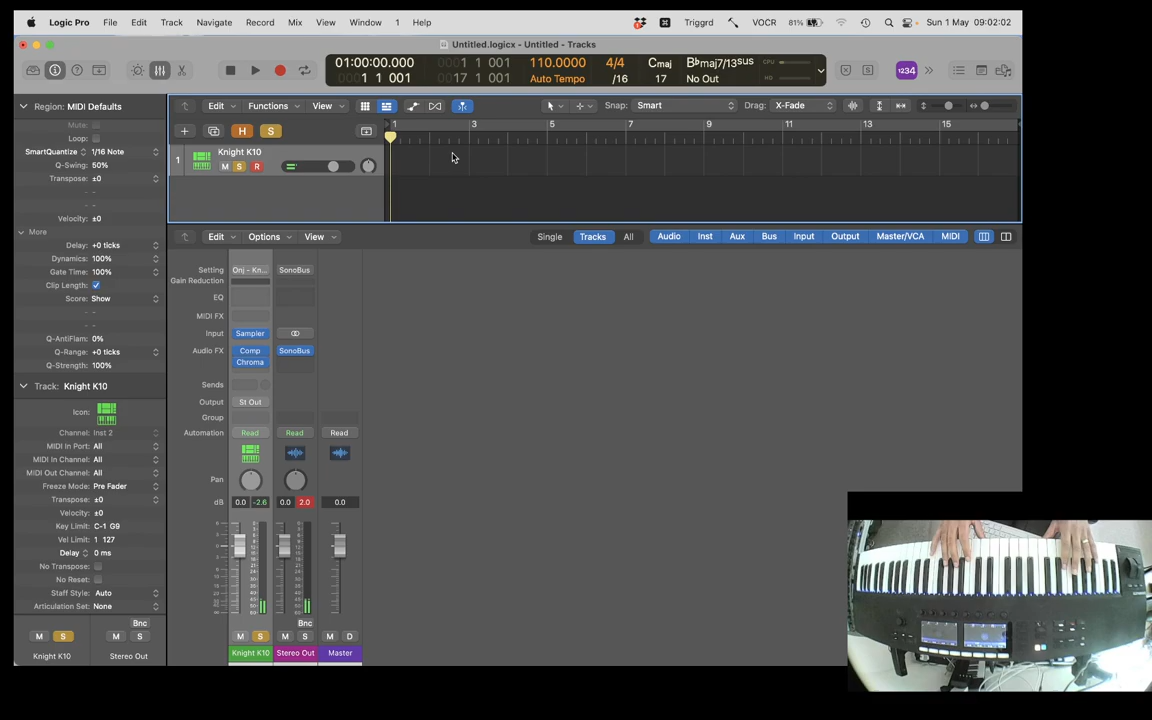 Logic Pro File Edit Track Navigate Record Mix View Window 1 Help Triggrd VOCR 81% Sun 1 May 09:02:02
Untitled.logicx - Untitled - Tracks
01:00:00.000 0001 1 001 110.0000 4/4 Cmaj B♭maj7/13sus CPU
0001 1 001 0017 1 001 Auto Tempo /16 17 No Out HD
1234
Region: MIDI Defaults
Edit Functions View Snap: Smart Drag: X-Fade
Mute:
Loop:
SmartQuantize 1/16 Note
Q-Swing: 50%
Transpose: ±0
Velocity: ±0
More
Delay: +0 ticks
Dynamics: 100%
Gate Time: 100%
Clip Length:
Score: Show
Q-AntiFlam: 0%
Q-Range: +0 ticks
Q-Strength: 100%
Track: Knight K10
Icon:
Channel: Inst 2
MIDI In Port: All
MIDI In Channel: All
MIDI Out Channel: All
Freeze Mode: Pre Fader
Transpose: ±0
Velocity: ±0
Key Limit: C-1 G9
Vel Limit: 1 127
Delay 0 ms
No Transpose:
No Reset:
Staff Style: Auto
Articulation Set: None
Bnc
M S M S
Knight K10 Stereo Out
H S
1 3 5 7 9 11 13 15
1 Knight K10
M S R
Edit Options View Single Tracks All Audio Inst Aux Bus Input Output Master/VCA MIDI
Setting Onj - Kn... SonoBus
Gain Reduction
EQ
MIDI FX
Input Sampler
Audio FX Comp SonoBus
Chroma
Sends
Output St Out
Group
Automation Read Read Read
Pan
dB 0.0 -2.6 0.0 2.0 0.0
Bnc
M S M S M D
Knight K10 Stereo Out Master